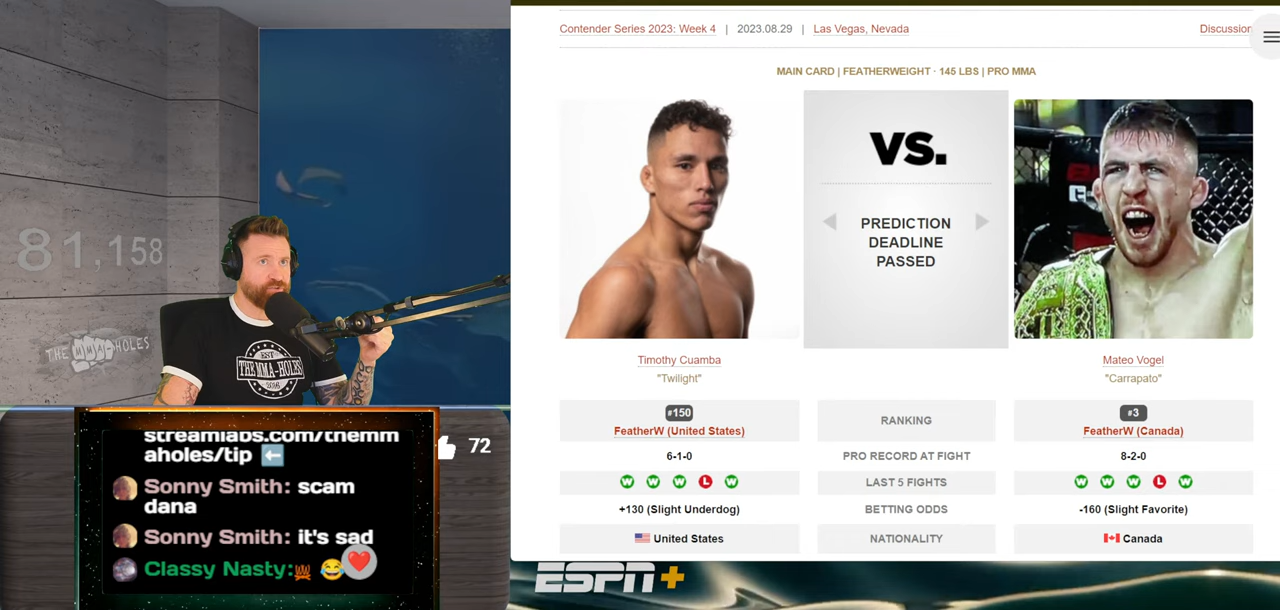 Contender Series 2023: Week 4 | 2023.08.29 | Las Vegas, Nevada
Discussion
MAIN CARD | FEATHERWEIGHT · 145 LBS | PRO MMA
VS.
PREDICTION
DEADLINE
PASSED
Timothy Cuamba
"Twilight"
Mateo Vogel
"Carrapato"
#150
FeatherW (United States)
RANKING
#3
FeatherW (Canada)
6-1-0
PRO RECORD AT FIGHT
8-2-0
W W W L W
LAST 5 FIGHTS
W W W L W
+130 (Slight Underdog)
BETTING ODDS
-160 (Slight Favorite)
United States
NATIONALITY
Canada
ESPN+
81,158
THE MMA HOLES
EST
THE MMA-HOLES
72
streamlabs.com/themm
aholes/tip
Sonny Smith: scam
dana
Sonny Smith: it's sad
Classy Nasty: